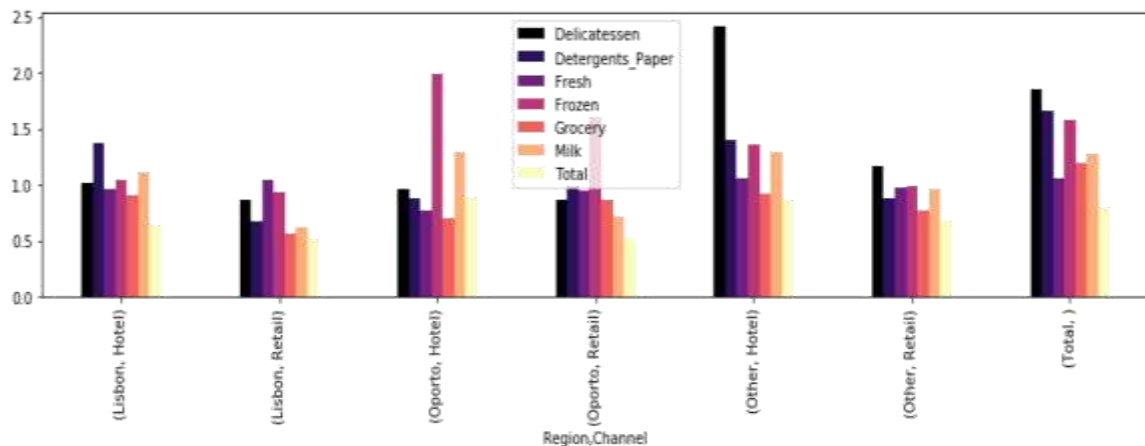 2.5
2.0
1.5
1.0
0.5
0.0
Delicatessen
Detergents_Paper
Fresh
Frozen
Grocery
Milk
Total
(Lisbon, Hotel)
(Lisbon, Retail)
(Oporto, Hotel)
(Oporto, Retail)
(Other, Hotel)
(Other, Retail)
(Total, )
Region,Channel